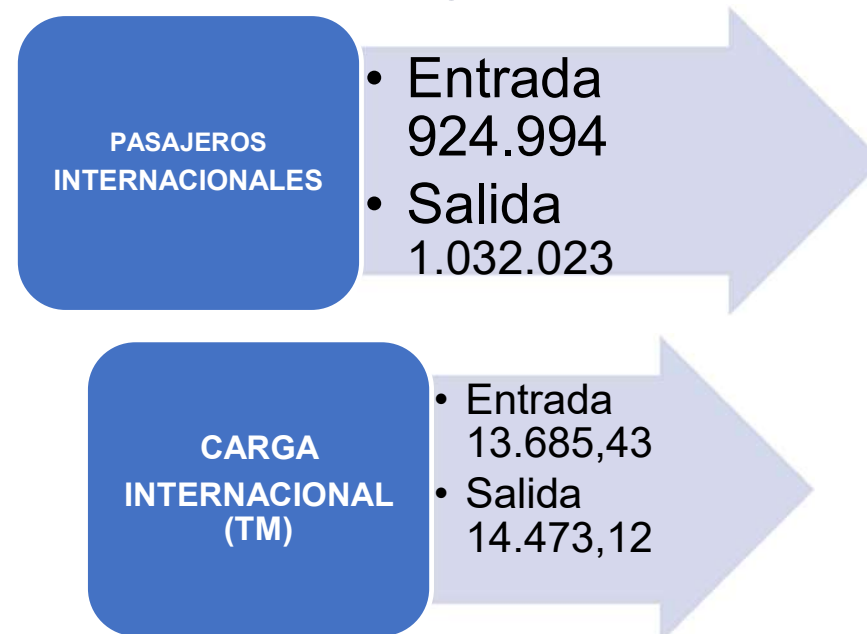 PASAJEROS
INTERNACIONALES
• Entrada
924.994
• Salida
1.032.023
CARGA
INTERNACIONAL
(TM)
• Entrada
13.685,43
• Salida
14.473,12